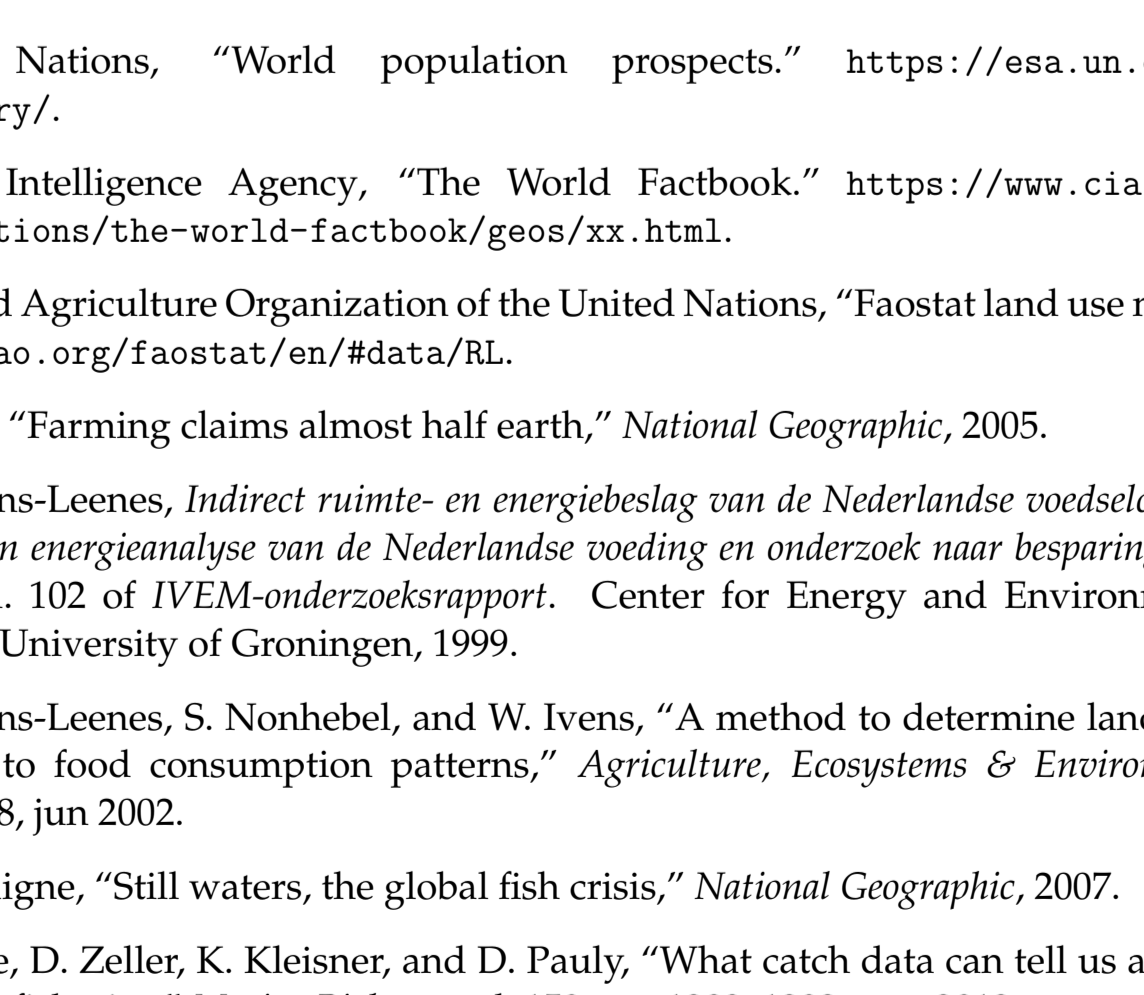 Nations, “World population prospects.” https://esa.un.
ry/.
Intelligence Agency, “The World Factbook.” https://www.cia
tions/the-world-factbook/geos/xx.html.
d Agriculture Organization of the United Nations, “Faostat land use
ao.org/faostat/en/#data/RL.
“Farming claims almost half earth,” National Geographic, 2005.
ns-Leenes, Indirect ruimte- en energiebeslag van de Nederlandse voedsel
n energieanalyse van de Nederlandse voeding en onderzoek naar besparing
. 102 of IVEM-onderzoeksrapport. Center for Energy and Environ
University of Groningen, 1999.
ns-Leenes, S. Nonhebel, and W. Ivens, “A method to determine land
to food consumption patterns,” Agriculture, Ecosystems & Enviro
8, jun 2002.
igne, “Still waters, the global fish crisis,” National Geographic, 2007.
e, D. Zeller, K. Kleisner, and D. Pauly, “What catch data can tell us a